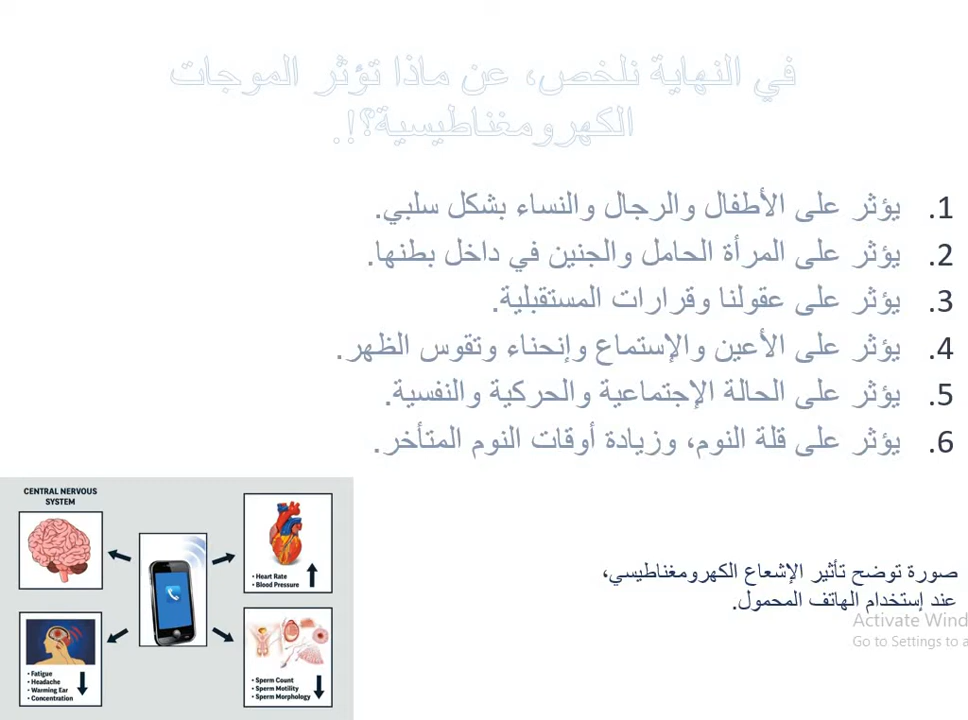 في النهاية نلخص، عن ماذا تؤثر الموجات
الكهرومغناطيسية؟!.
1. يؤثر على الأطفال والرجال والنساء بشكل سلبي.
2. يؤثر على المرأة الحامل والجنين في داخل بطنها.
3. يؤثر على عقولنا وقرارات المستقبلية.
4. يؤثر على الأعين والإستماع وإنحناء وتقوس الظهر.
5. يؤثر على الحالة الإجتماعية والحركية والنفسية.
6. يؤثر على قلة النوم، وزيادة أوقات النوم المتأخر.
صورة توضح تأثير الإشعاع الكهرومغناطيسي،
عند إستخدام الهاتف المحمول.
CENTRAL NERVOUS
SYSTEM
• Heart Rate
• Blood Pressure
• Fatigue
• Headache
• Warming Ear
• Concentration
• Sperm Count
• Sperm Motility
• Sperm Morphology
Activate Wind
Go to Settings to a